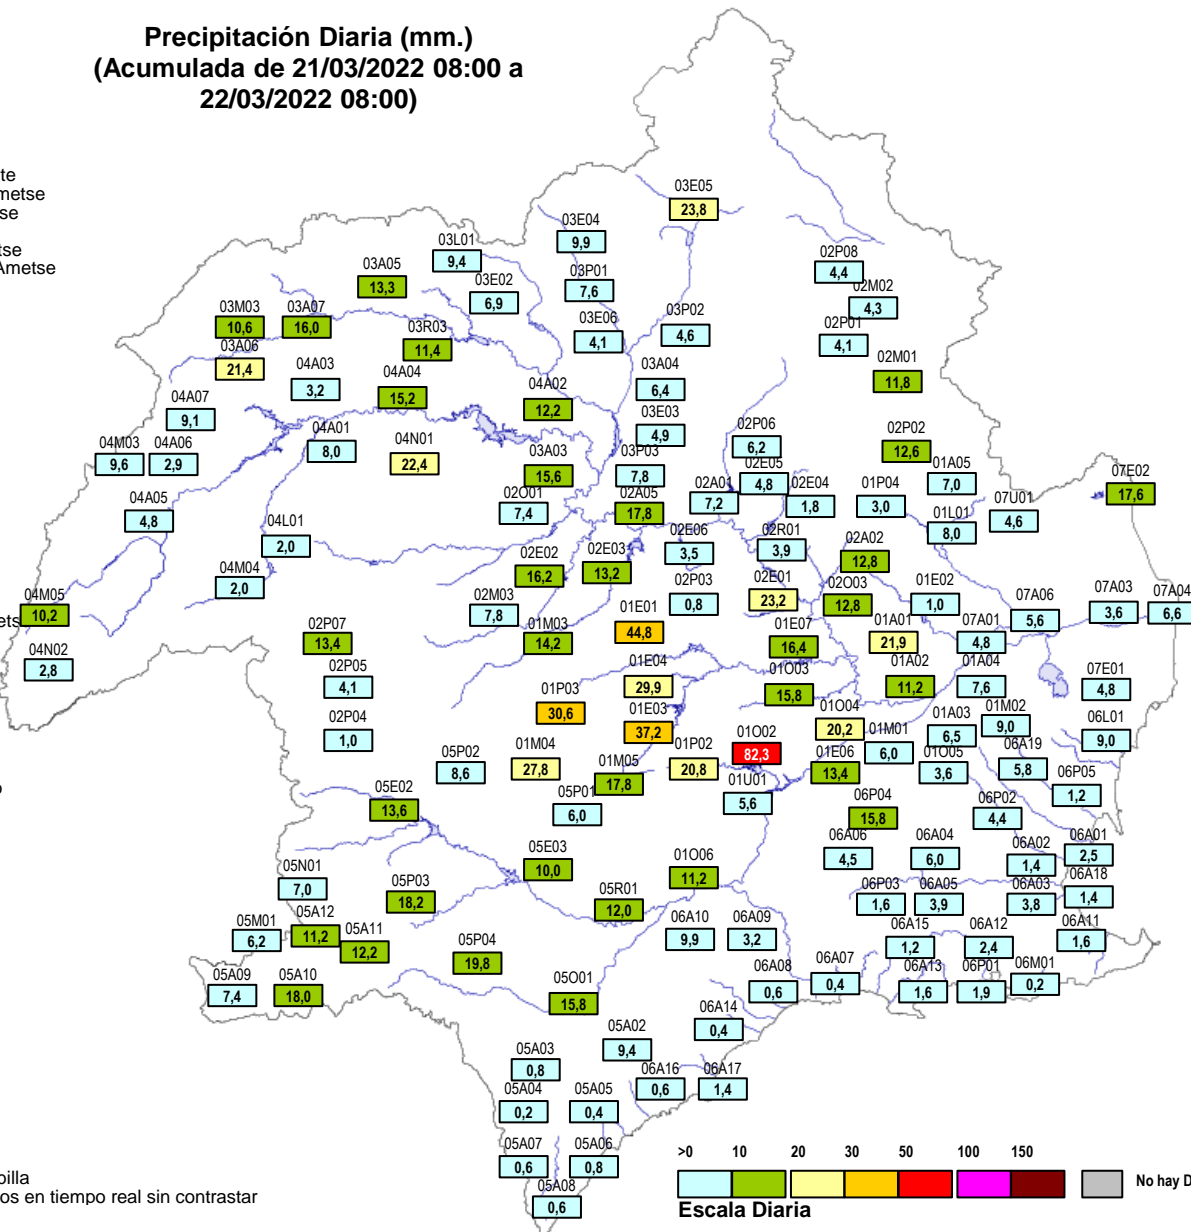 Precipitación Diaria (mm.)
(Acumulada de 21/03/2022 08:00 a
22/03/2022 08:00)
te
metse
se
tse
Ametse
03E05
23,8
03E04
9,9
03L01
9,4
02P08
4,4
03A05
13,3
03P01
7,6
03E02
6,9
02M02
4,3
03M03
10,6
03A07
16,0
03P02
4,6
03E06
4,1
02P01
4,1
03R03
11,4
03A06
21,4
04A03
3,2
03A04
6,4
02M01
11,8
04A04
15,2
04A02
12,2
04A07
9,1
03E03
4,9
04M03
9,6
04A06
2,9
04A01
8,0
04N01
22,4
02P06
6,2
02P02
12,6
03A03
15,6
03P03
7,8
02E05
4,8
01A05
7,0
07E02
17,6
04A05
4,8
02O01
7,4
02A05
17,8
02A01
7,2
02E04
1,8
01P04
3,0
07U01
4,6
01L01
8,0
04L01
2,0
02E06
3,5
02R01
3,9
02A02
12,8
02E02
16,2
02E03
13,2
04M04
2,0
02P03
0,8
02E01
23,2
02O03
12,8
01E02
1,0
07A03
3,6
07A04
6,6
04M05
10,2
ets
02M03
7,8
01E01
44,8
07A06
5,6
02P07
13,4
01M03
14,2
01E07
16,4
01A01
21,9
07A01
4,8
04N02
2,8
02P05
4,1
01E04
29,9
01O03
15,8
01A02
11,2
01A04
7,6
07E01
4,8
01P03
30,6
01E03
37,2
01O04
20,2
01A03
6,5
01M02
9,0
06L01
9,0
02P04
1,0
01O02
82,3
01M01
6,0
05P02
8,6
01M04
27,8
01P02
20,8
01E06
13,4
01O05
3,6
06A19
5,8
01M05
17,8
06P05
1,2
05E02
13,6
05P01
6,0
01U01
5,6
06P04
15,8
06P02
4,4
05E03
10,0
06A06
4,5
06A04
6,0
06A02
1,4
06A01
2,5
05N01
7,0
05P03
18,2
01O06
11,2
06A18
1,4
05R01
12,0
06P03
1,6
06A05
3,9
06A03
3,8
05M01
6,2
05A12
11,2
05A11
12,2
06A10
9,9
06A09
3,2
06A15
1,2
06A12
2,4
06A11
1,6
05P04
19,8
05A09
7,4
05A10
18,0
05O01
15,8
06A08
0,6
06A07
0,4
06A13
1,6
06P01
1,9
06M01
0,2
06A14
0,4
05A02
9,4
05A03
0,8
06A16
0,6
06A17
1,4
05A04
0,2
05A05
0,4
05A07
0,6
05A06
0,8
05A08
0,6
oilla
os en tiempo real sin contrastar
>0 10 20 30 50 100 150
No hay D
Escala Diaria